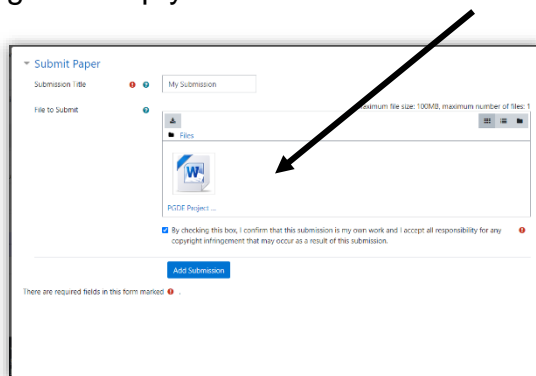 Submit Paper
Submission Title
My Submission
File to Submit
Maximum file size: 100MB, maximum number of files: 1
Files
W
PGDE Project ...
By checking this box, I confirm that this submission is my own work and I accept all responsibility for any
copyright infringement that may occur as a result of this submission.
Add Submission
There are required fields in this form marked .